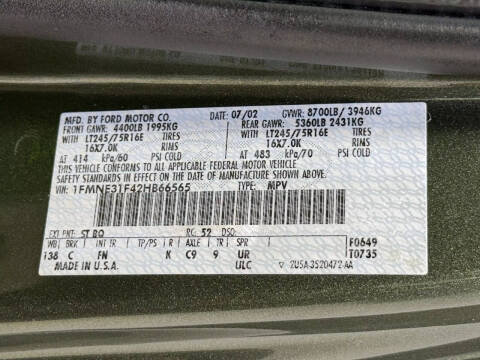 MFD. BY FORD MOTOR CO. DATE: 07/02 GVWR: 8700LB/ 3946KG
FRONT GAWR: 4400LB 1995KG REAR GAWR: 5360LB 2431KG
WITH LT245/75R16E TIRES WITH LT245/75R16E TIRES
16X7.0K RIMS 16X7.0K RIMS
AT 414 kPa/60 PSI COLD AT 483 kPa/70 PSI COLD
THIS VEHICLE CONFORMS TO ALL APPLICABLE FEDERAL MOTOR VEHICLE
SAFETY STANDARDS IN EFFECT ON THE DATE OF MANUFACTURE SHOWN ABOVE.
1FMNE31F42HB66565 TYPE: MPV
EXT PNT: ST BQ RC: 52 DSO:
WB BRK INT TR TP/PS R AXLE TR SPR F0649
138 C FN K C9 9 UR T0735
MADE IN U.S.A. ULC 2U5A 3520472 AA